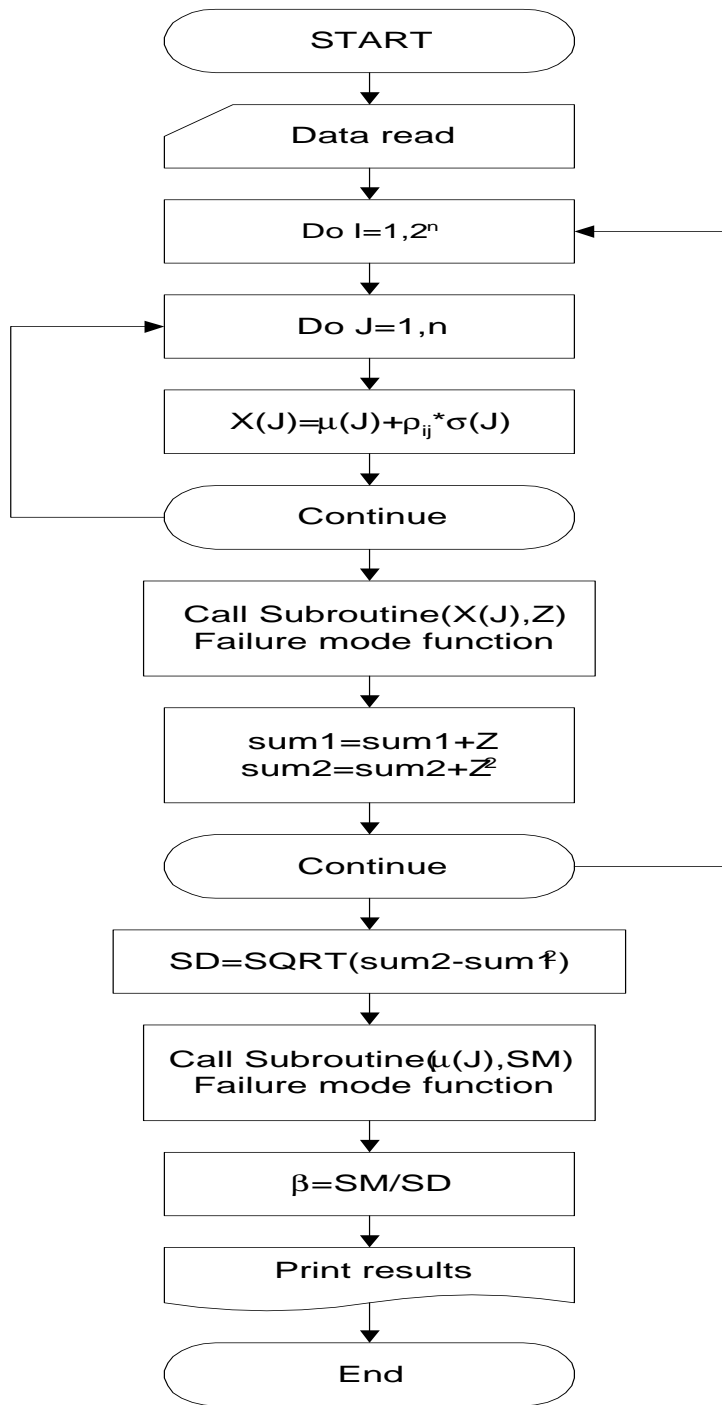 START
Data read
Do I=1,2ⁿ
Do J=1,n
X(J)=μ(J)+ρᵢⱼ*σ(J)
Continue
Call Subroutine(X(J),Z)
Failure mode function
sum1=sum1+Z
sum2=sum2+Z²
Continue
SD=SQRT(sum2-sum1²)
Call Subroutine(μ(J),SM)
Failure mode function
β=SM/SD
Print results
End